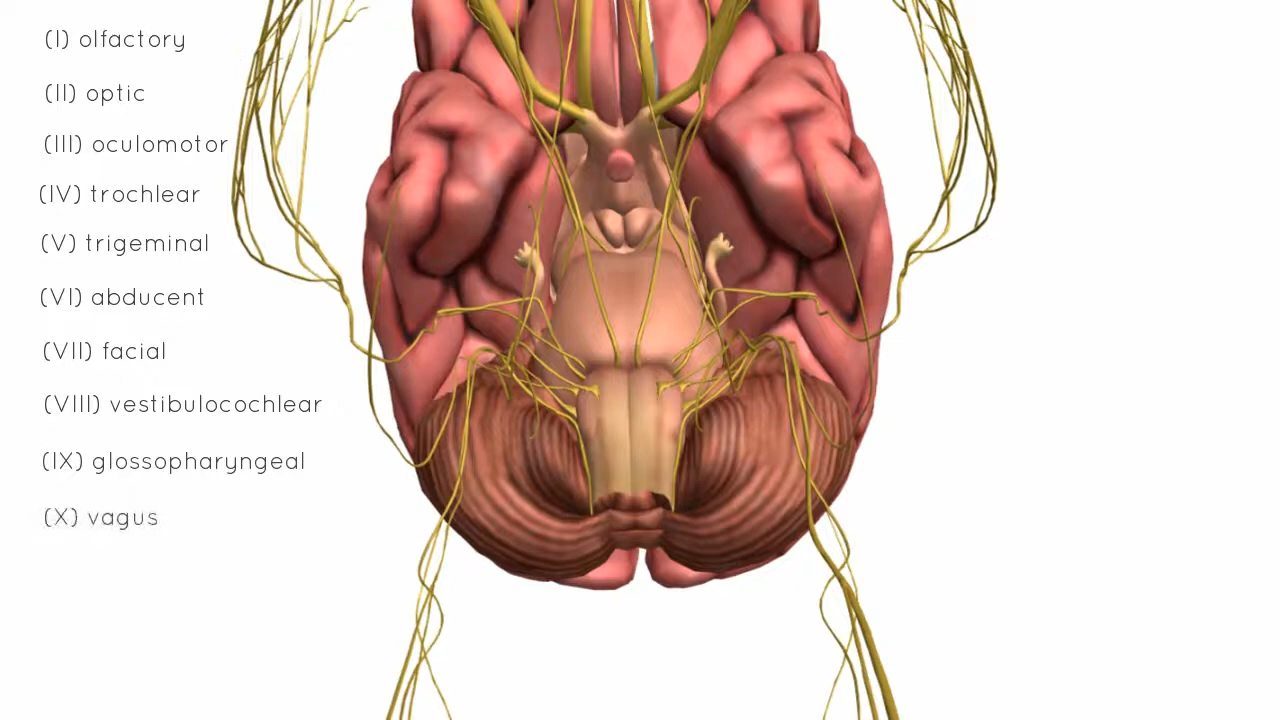 (I) olfactory
(II) optic
(III) oculomotor
(IV) trochlear
(V) trigeminal
(VI) abducent
(VII) facial
(VIII) vestibulocochlear
(IX) glossopharyngeal
(X) vagus